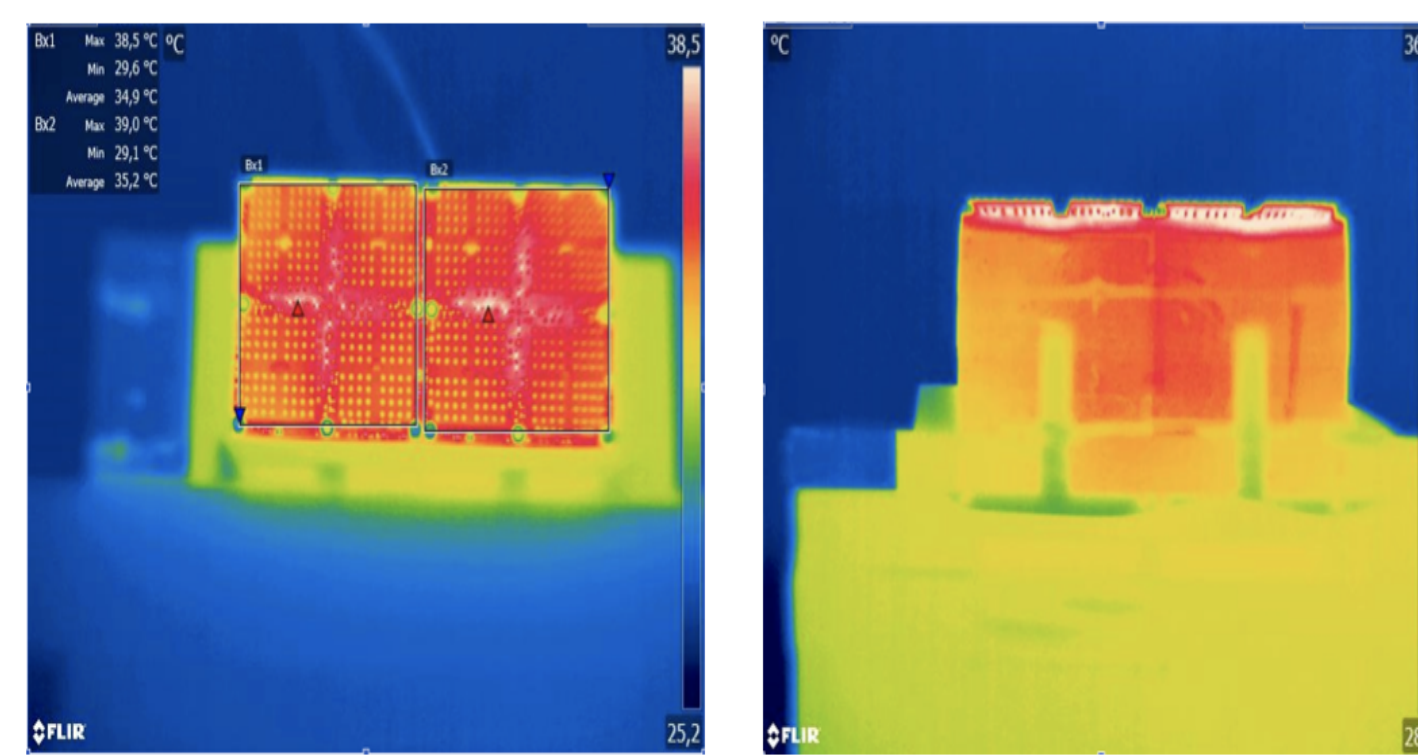 Bx1 Max 38,5 °C
Min 29,6 °C
Average 34,9 °C
Bx2 Max 39,0 °C
Min 29,1 °C
Average 35,2 °C
°C
38,5
Bx1
Bx2
FLIR
25,2
°C
FLIR